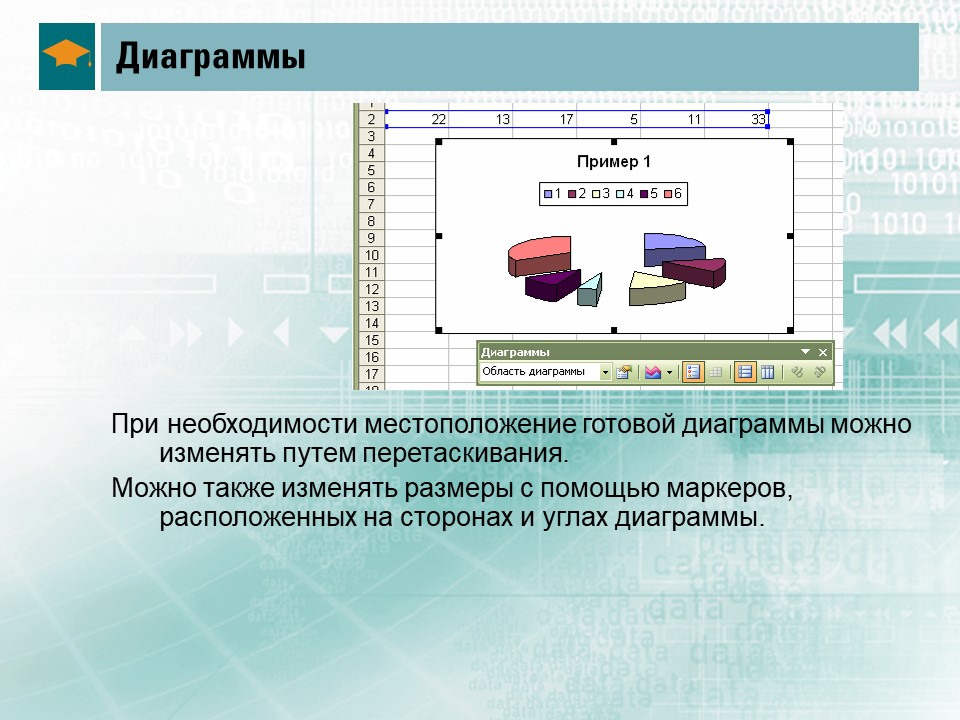 Диаграммы
1
2 22 13 17 5 11 33
3
4
5
6
7
8
9
10
11
12
13
14
15
16
17
Пример 1
1 2 3 4 5 6
Диаграммы
Область диаграммы
При необходимости местоположение готовой диаграммы можно
изменять путем перетаскивания.
Можно также изменять размеры с помощью маркеров,
расположенных на сторонах и углах диаграммы.